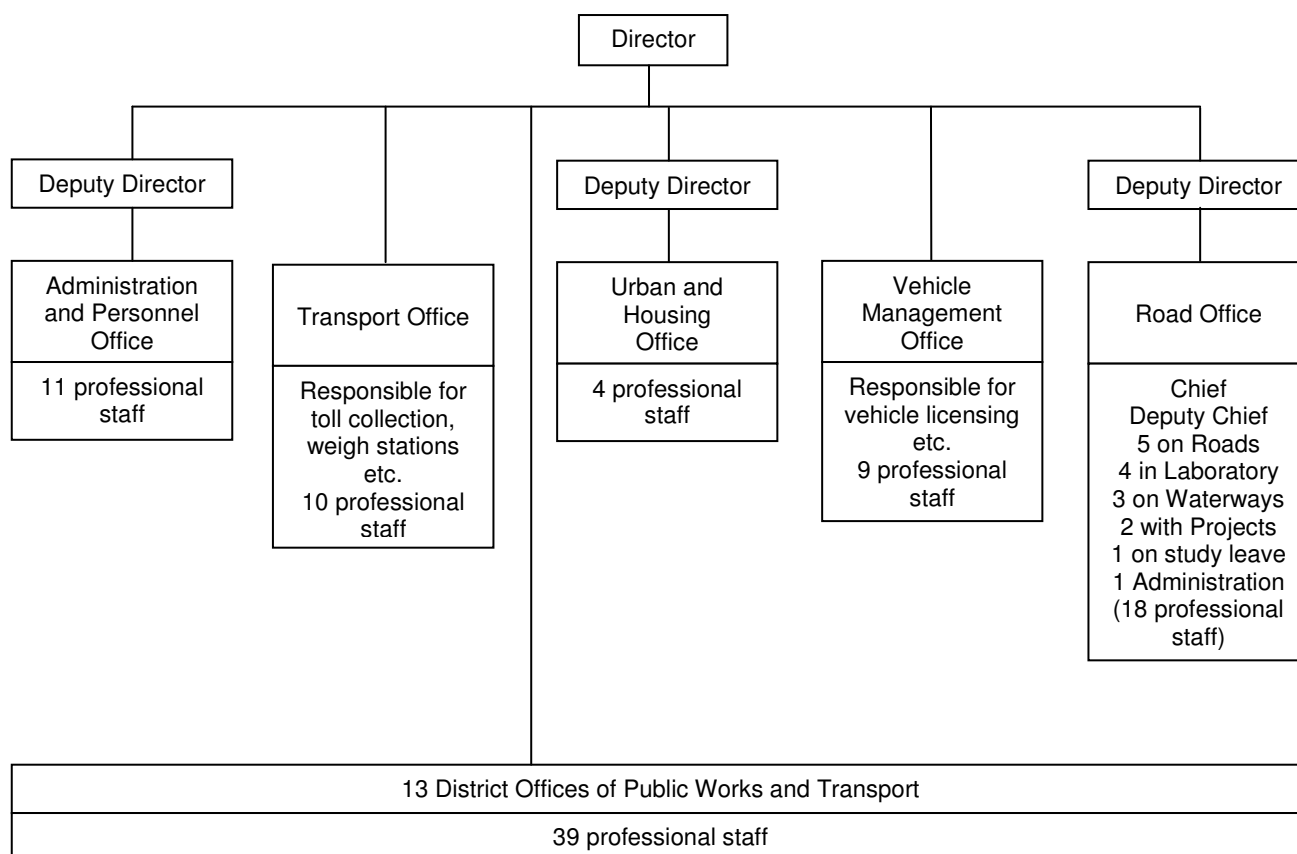 Director
Deputy Director
Deputy Director
Deputy Director
Administration
and Personnel
Office
11 professional
staff
Transport Office
Responsible for
toll collection,
weigh stations
etc.
10 professional
staff
Urban and
Housing
Office
4 professional
staff
Vehicle
Management
Office
Responsible for
vehicle licensing
etc.
9 professional
staff
Road Office
Chief
Deputy Chief
5 on Roads
4 in Laboratory
3 on Waterways
2 with Projects
1 on study leave
1 Administration
(18 professional
staff)
13 District Offices of Public Works and Transport
39 professional staff